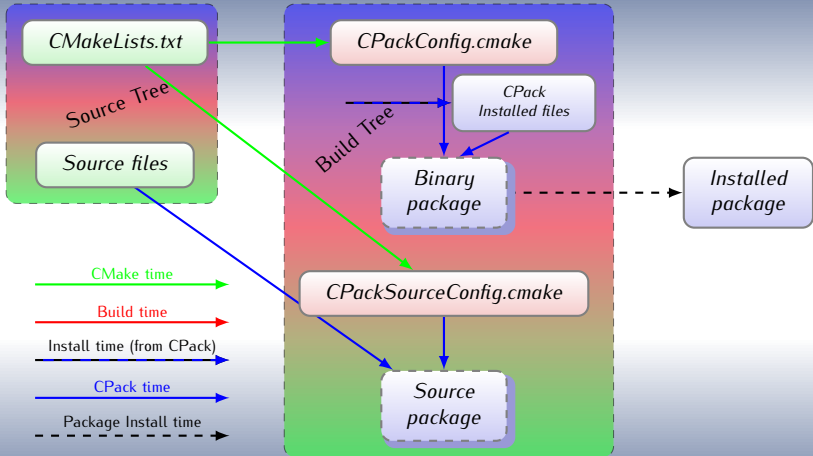 CMakeLists.txt
CPackConfig.cmake
CPack
Installed files
Source Tree
Build Tree
Source files
Binary
package
Installed
package
CMake time
CPackSourceConfig.cmake
Build time
Install time (from CPack)
CPack time
Source
package
Package Install time